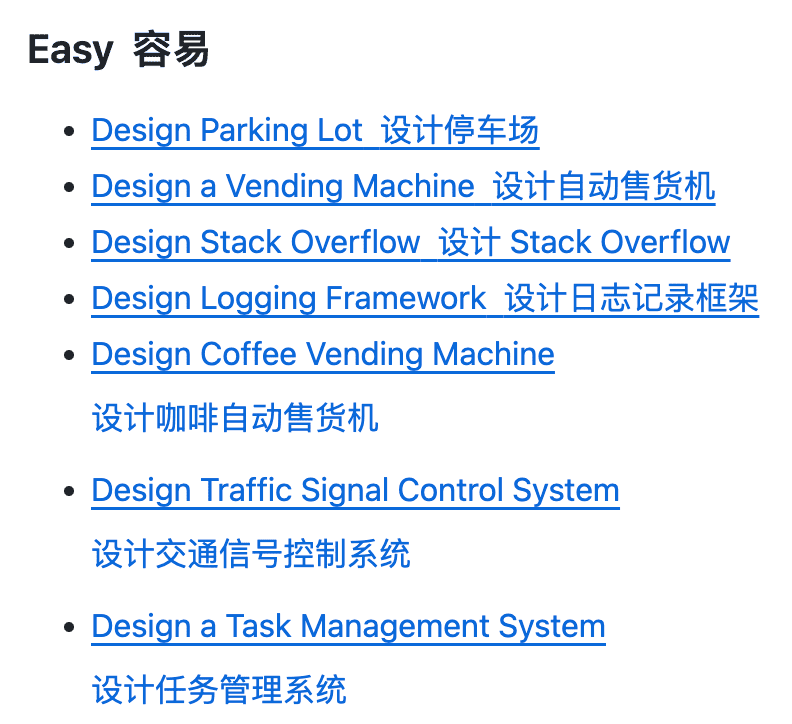 Easy 容易
Design Parking Lot 设计停车场
Design a Vending Machine 设计自动售货机
Design Stack Overflow 设计 Stack Overflow
Design Logging Framework 设计日志记录框架
Design Coffee Vending Machine
设计咖啡自动售货机
Design Traffic Signal Control System
设计交通信号控制系统
Design a Task Management System
设计任务管理系统